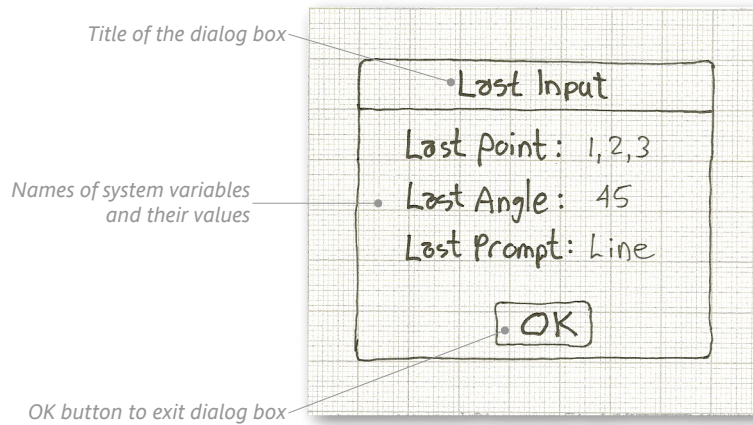 Title of the dialog box
Last Input
Last Point: 1,2,3
Names of system variables
and their values
Last Angle: 45
Last Prompt: Line
OK
OK button to exit dialog box